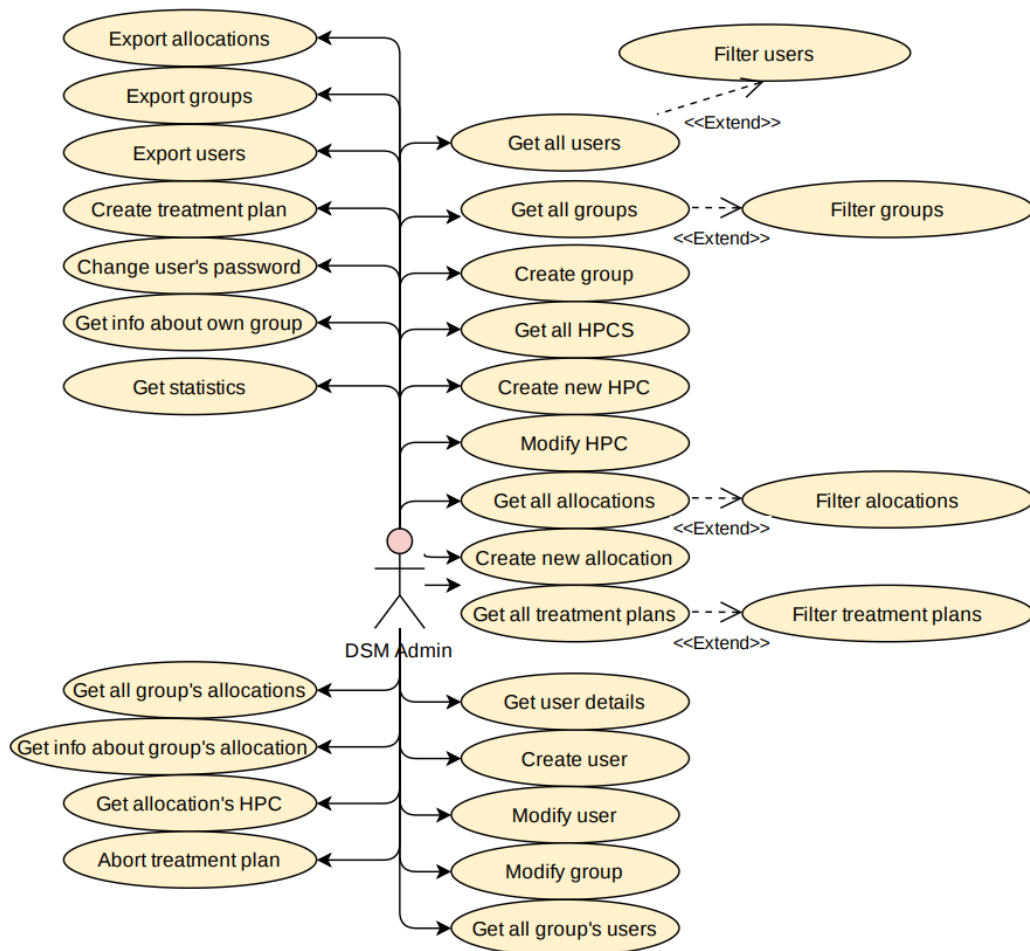 Export allocations
Export groups
Export users
Create treatment plan
Change user's password
Get info about own group
Get statistics
Filter users
<<Extend>>
Get all users
Get all groups
<<Extend>>
Filter groups
Create group
Get all HPCS
Create new HPC
Modify HPC
Get all allocations
<<Extend>>
Filter alocations
Create new allocation
Get all treatment plans
<<Extend>>
Filter treatment plans
DSM Admin
Get all group's allocations
Get info about group's allocation
Get allocation's HPC
Abort treatment plan
Get user details
Create user
Modify user
Modify group
Get all group's users